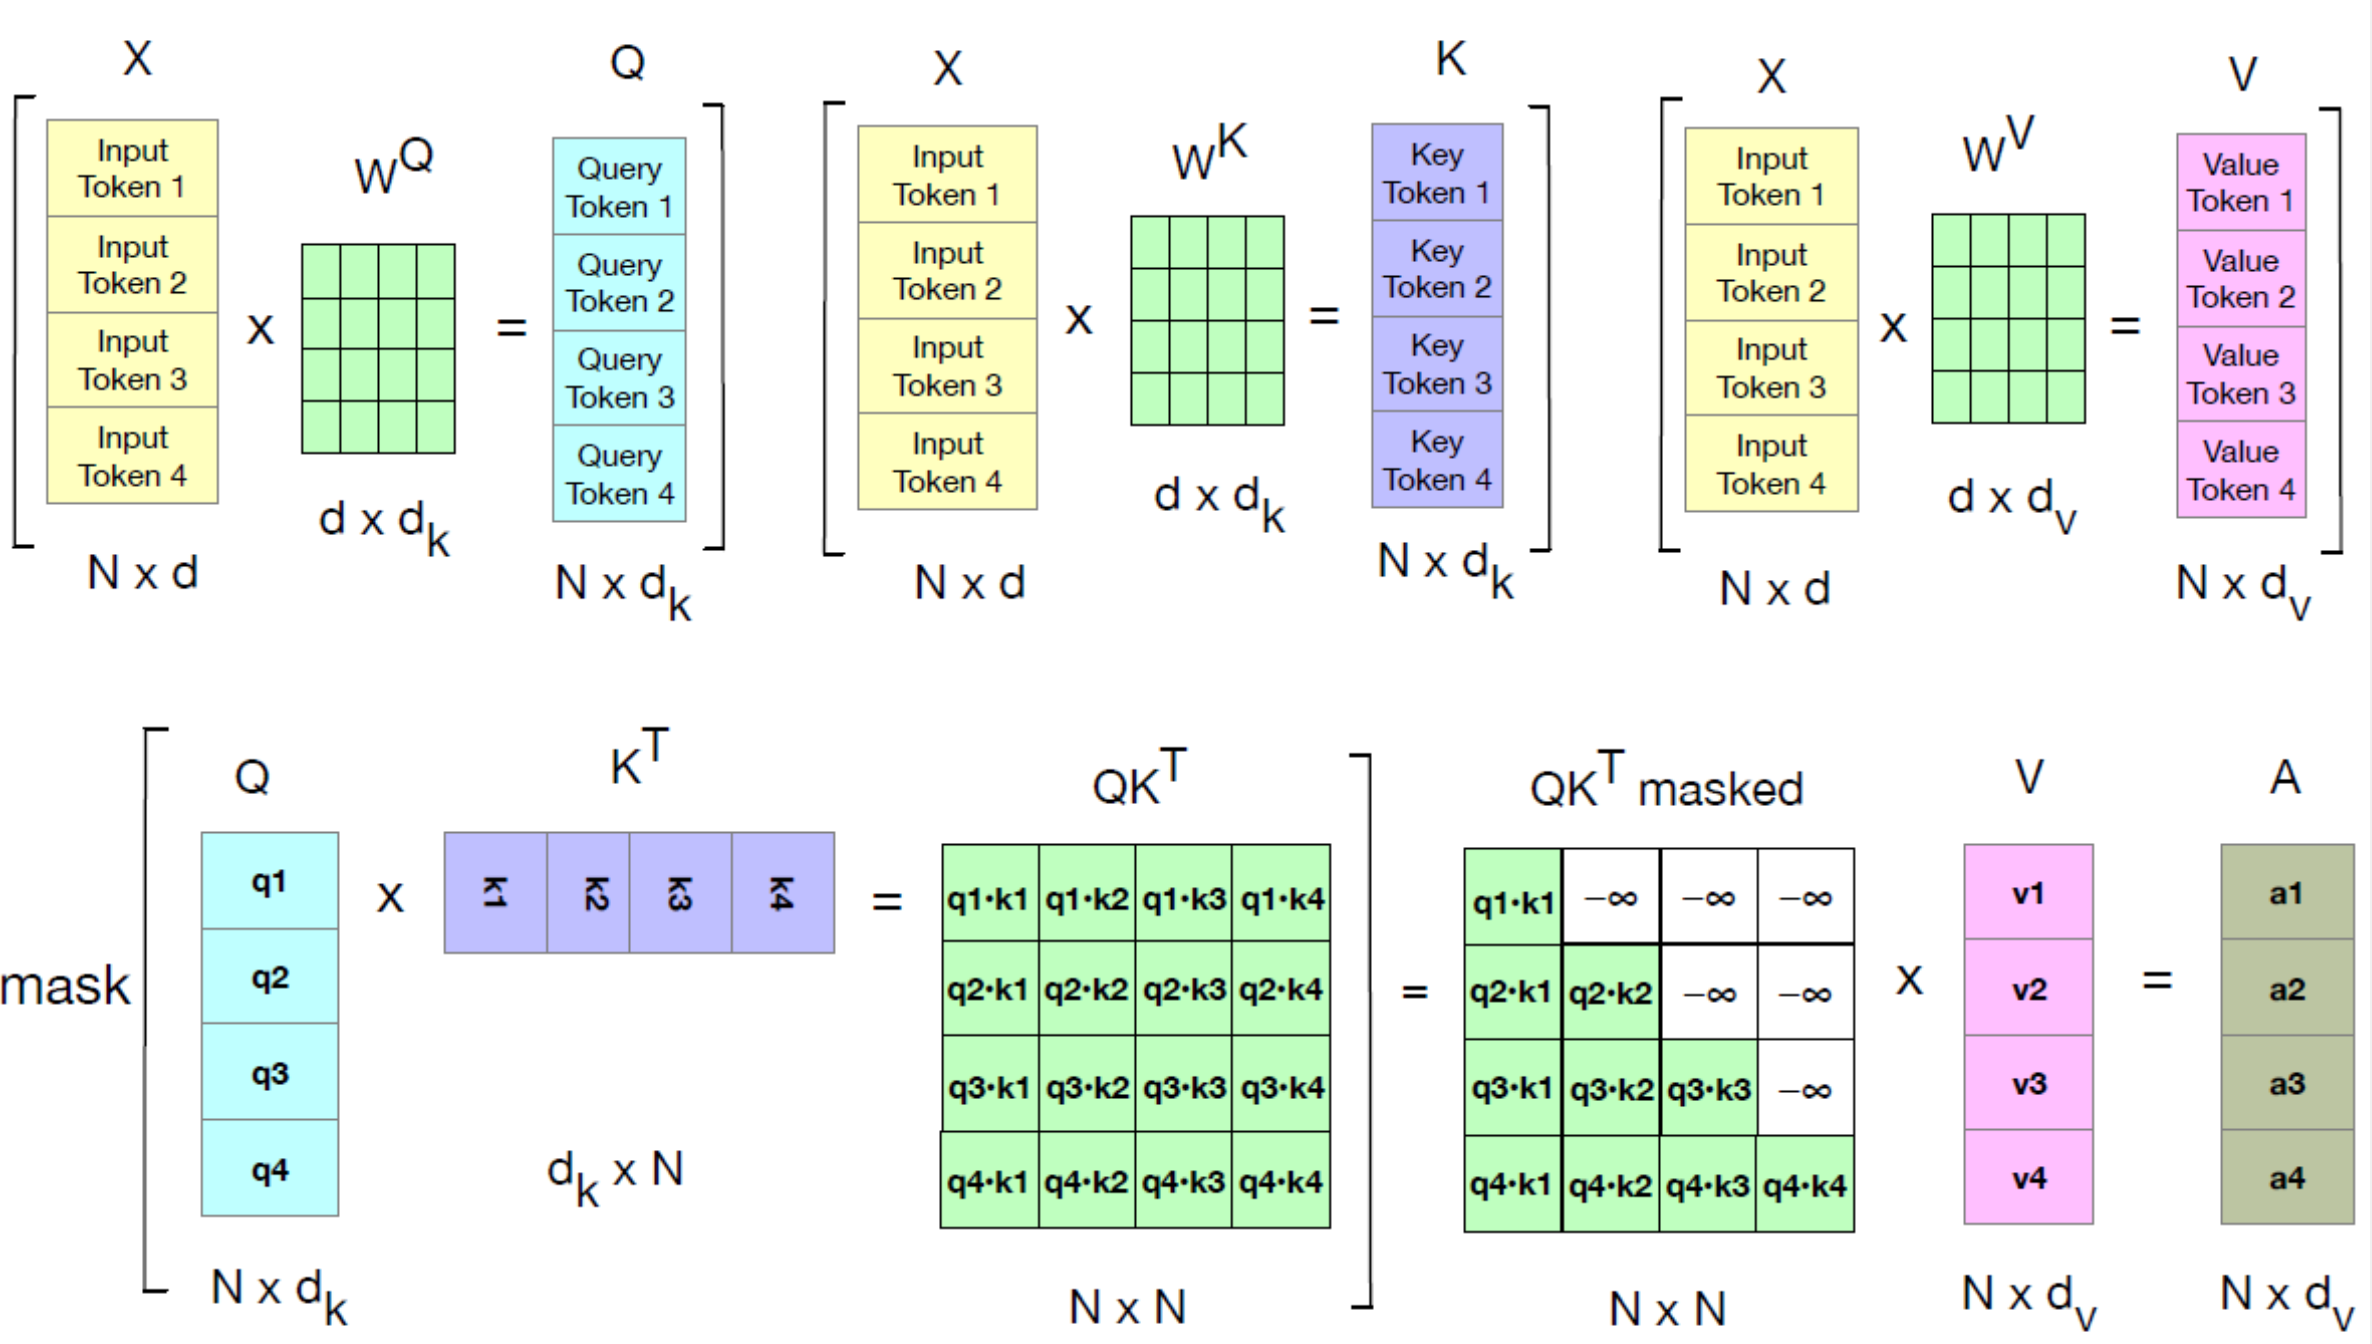 X
Input
Token 1
Input
Token 2
Input
Token 3
Input
Token 4
N x d
x
W^Q
d x d_k
=
Q
Query
Token 1
Query
Token 2
Query
Token 3
Query
Token 4
N x d_k
X
Input
Token 1
Input
Token 2
Input
Token 3
Input
Token 4
N x d
x
W^K
d x d_k
=
K
Key
Token 1
Key
Token 2
Key
Token 3
Key
Token 4
N x d_k
X
Input
Token 1
Input
Token 2
Input
Token 3
Input
Token 4
N x d
x
W^V
d x d_v
=
V
Value
Token 1
Value
Token 2
Value
Token 3
Value
Token 4
N x d_v
mask
Q
q1
q2
q3
q4
N x d_k
x
K^T
k1 k2 k3 k4
d_k x N
=
QK^T
q1•k1 q1•k2 q1•k3 q1•k4
q2•k1 q2•k2 q2•k3 q2•k4
q3•k1 q3•k2 q3•k3 q3•k4
q4•k1 q4•k2 q4•k3 q4•k4
N x N
=
QK^T masked
q1•k1 −∞ −∞ −∞
q2•k1 q2•k2 −∞ −∞
q3•k1 q3•k2 q3•k3 −∞
q4•k1 q4•k2 q4•k3 q4•k4
N x N
x
V
v1
v2
v3
v4
N x d_v
=
A
a1
a2
a3
a4
N x d_v